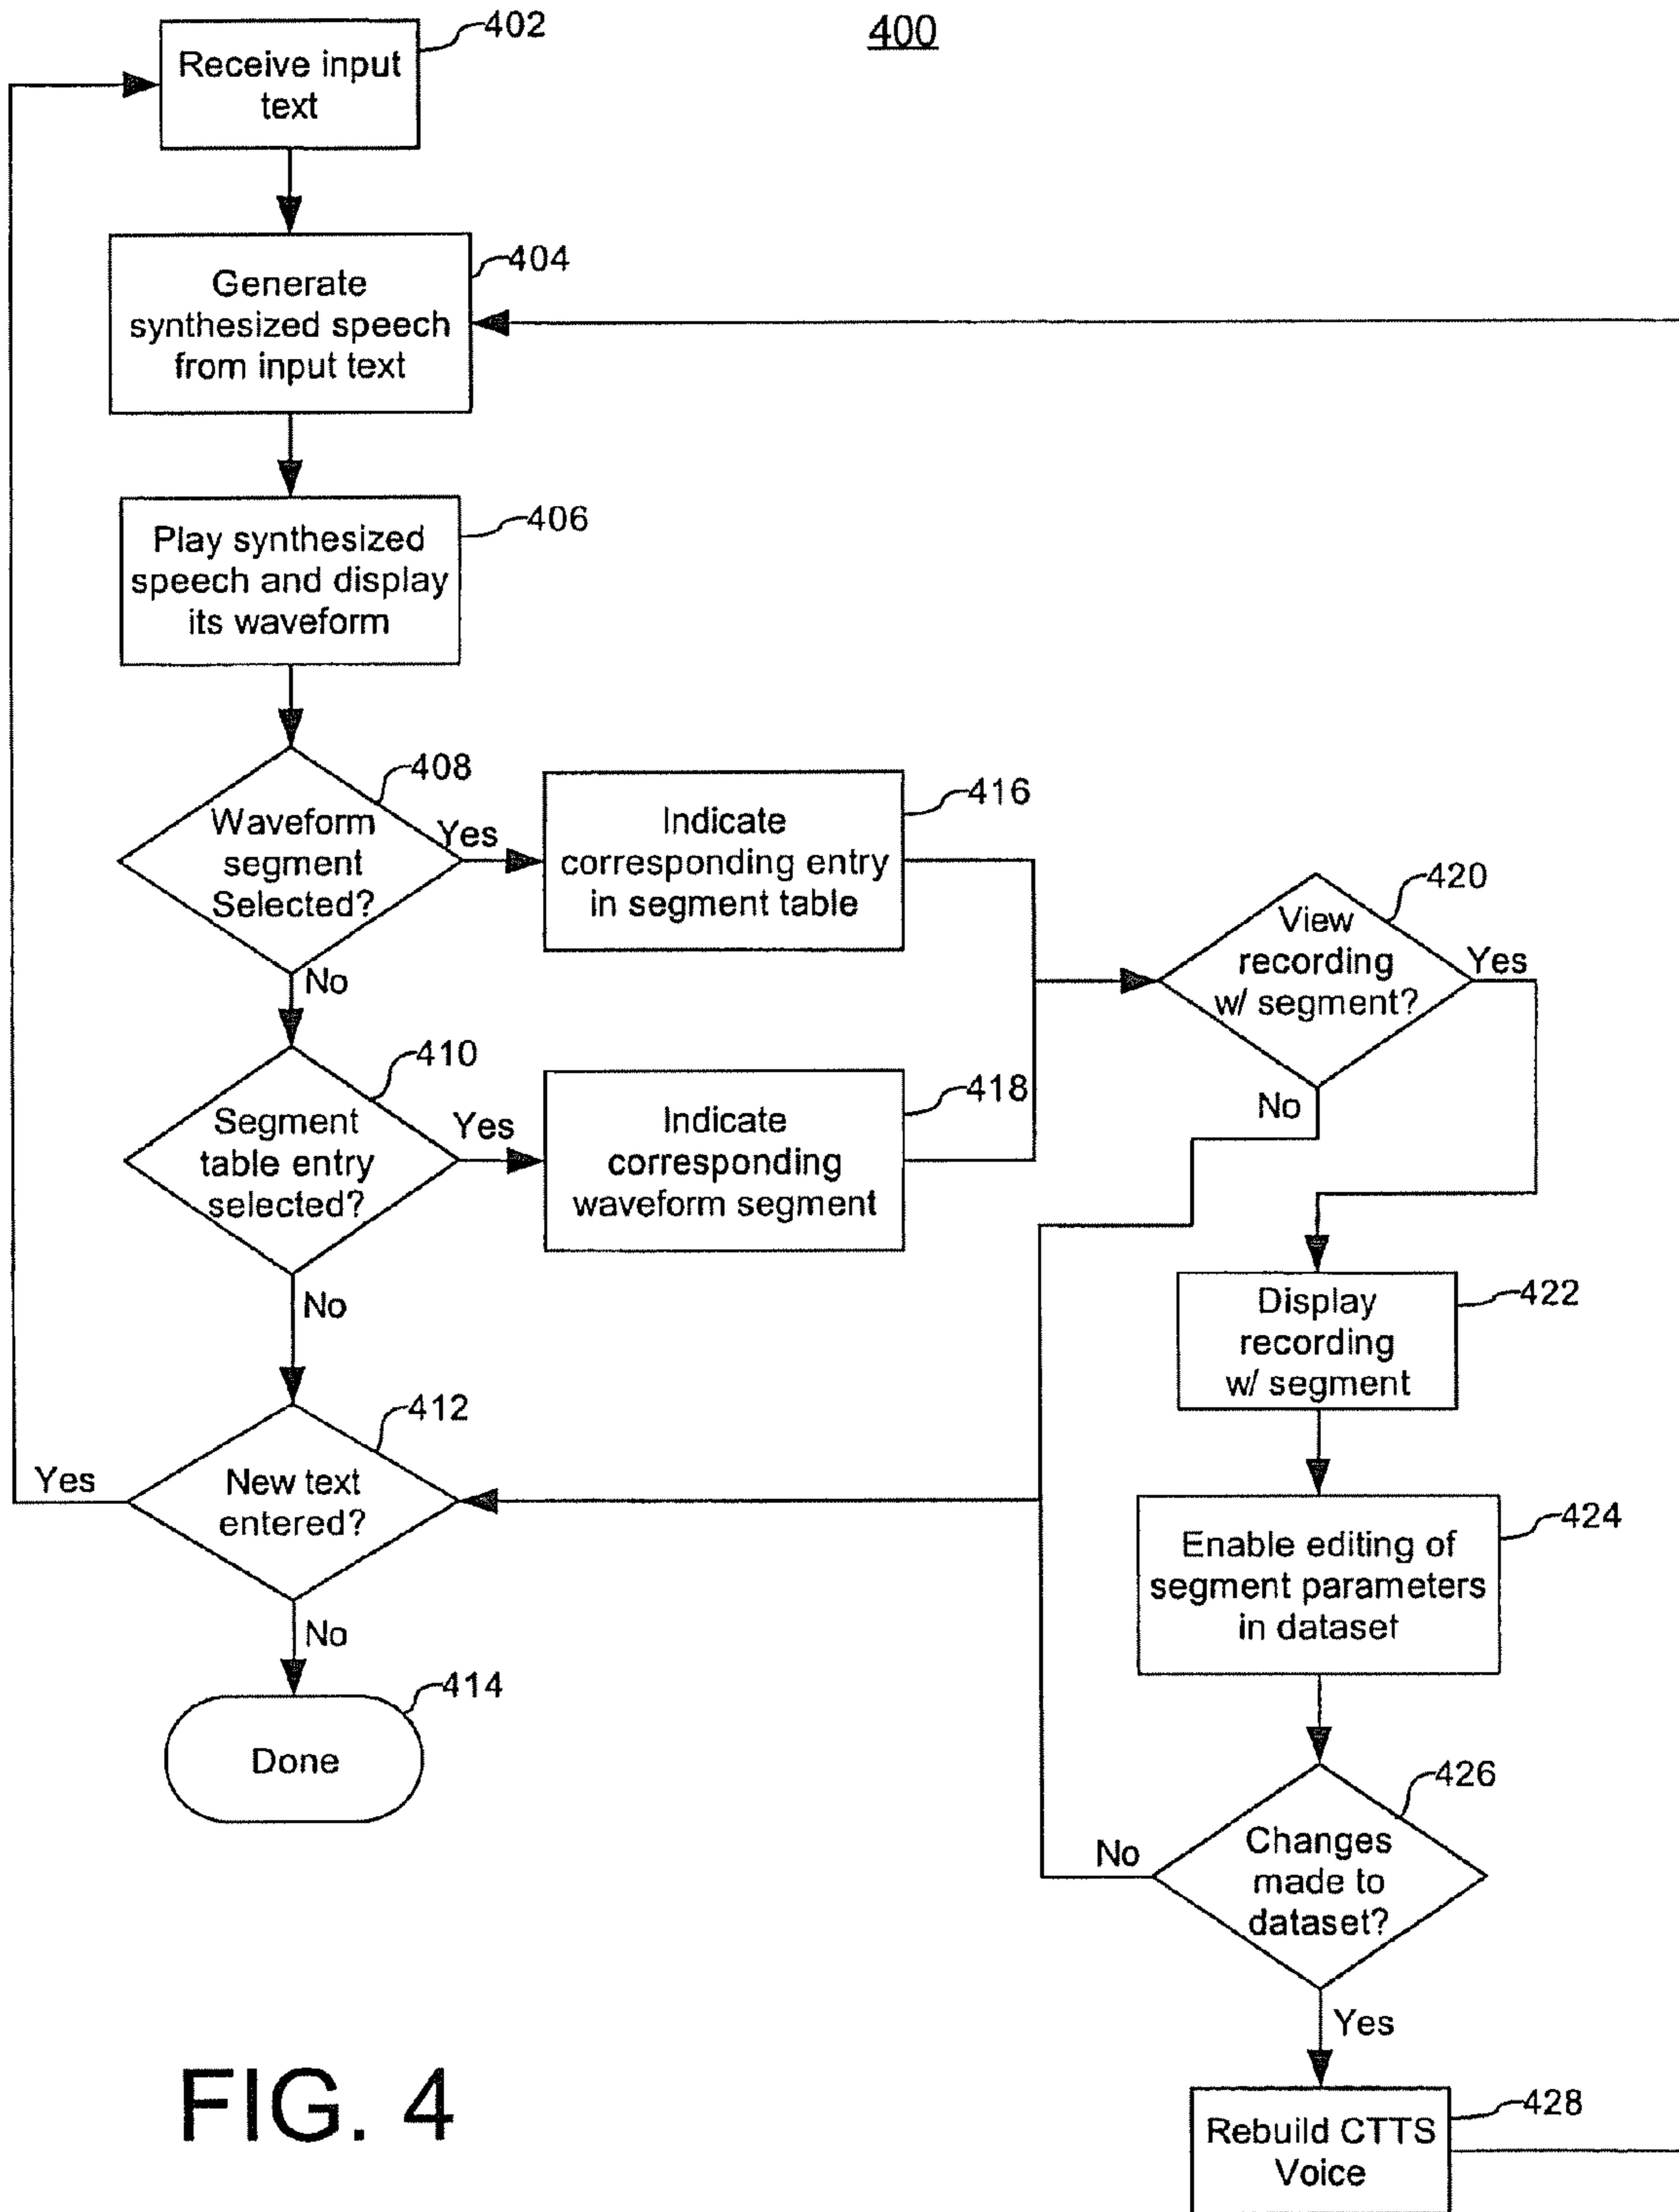 400
402
Receive input
text
404
Generate
synthesized speech
from input text
406
Play synthesized
speech and display
its waveform
408
Waveform
segment
Selected?
Yes
No
416
Indicate
corresponding entry
in segment table
410
Segment
table entry
selected?
Yes
No
418
Indicate
corresponding
waveform segment
412
New text
entered?
Yes
No
414
Done
420
View
recording
w/ segment?
Yes
No
422
Display
recording
w/ segment
424
Enable editing of
segment parameters
in dataset
426
Changes
made to
dataset?
No
Yes
428
Rebuild CTTS
Voice
FIG. 4